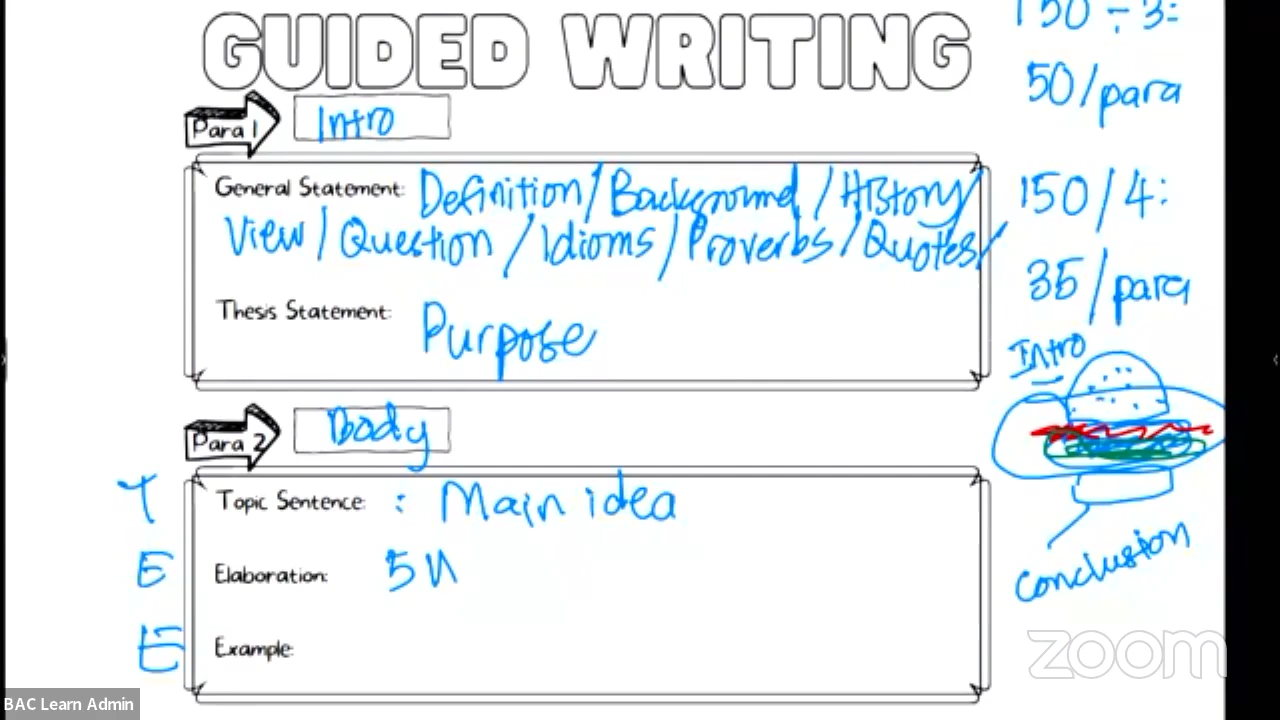 GUIDED WRITING
150 ÷ 3:
50/para
Para 1
Intro
General Statement: Definition/Background/History/
View/Question/Idioms/Proverbs/Quotes/
150/4:
35/para
Thesis Statement: Purpose
Intro
Para 2
Body
T
Topic Sentence: : Main idea
E
Elaboration: 5W
conclusion
E
Example:
zoom
BAC Learn Admin